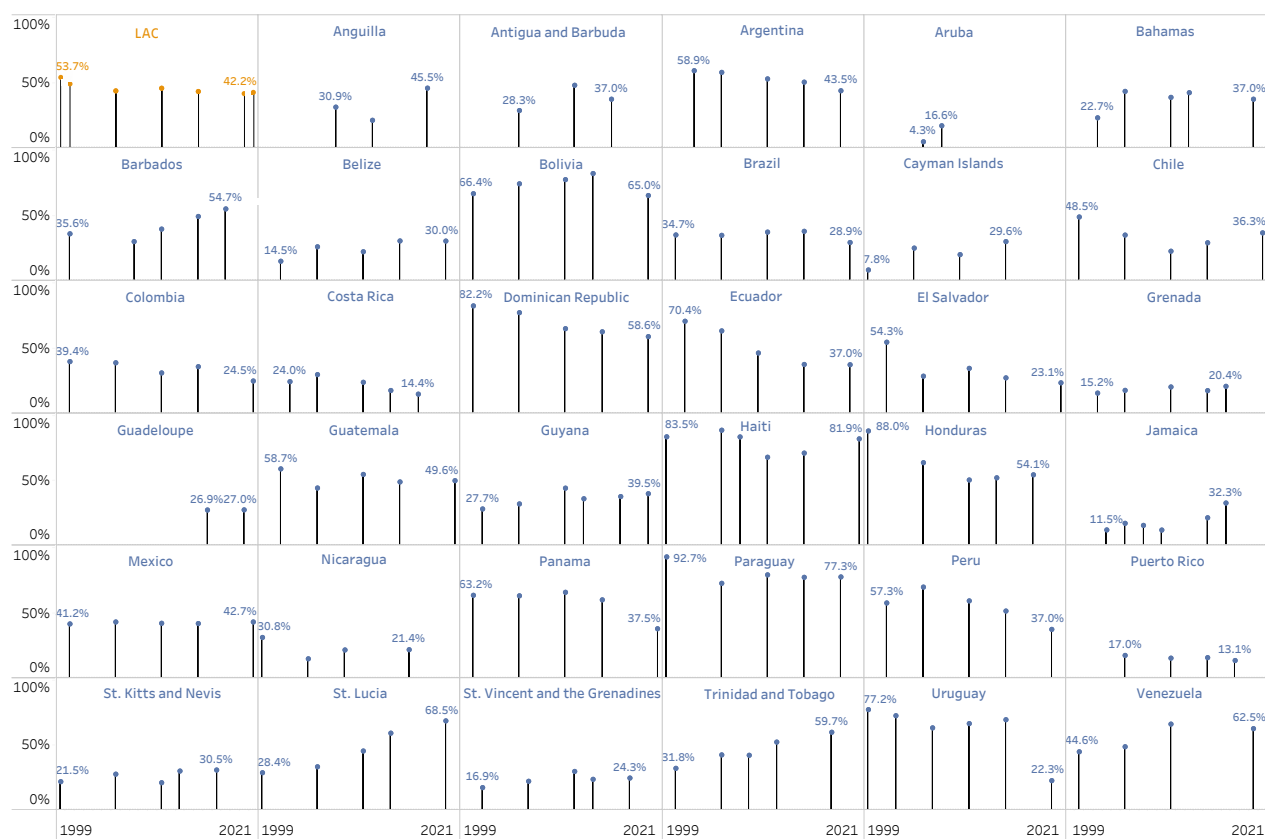 100%
LAC
Anguilla
Antigua and Barbuda
Argentina
Aruba
Bahamas
53.7%
42.2%
30.9%
45.5%
28.3%
37.0%
58.9%
43.5%
4.3%
16.6%
22.7%
37.0%
50%
0%
100%
Barbados
Belize
Bolivia
Brazil
Cayman Islands
Chile
35.6%
54.7%
14.5%
30.0%
66.4%
65.0%
34.7%
28.9%
7.8%
29.6%
48.5%
36.3%
50%
0%
100%
Colombia
Costa Rica
Dominican Republic
Ecuador
El Salvador
Grenada
39.4%
24.5%
24.0%
14.4%
82.2%
58.6%
70.4%
37.0%
54.3%
23.1%
15.2%
20.4%
50%
0%
100%
Guadeloupe
Guatemala
Guyana
Haiti
Honduras
Jamaica
26.9%
27.0%
58.7%
49.6%
27.7%
39.5%
83.5%
81.9%
88.0%
54.1%
11.5%
32.3%
50%
0%
100%
Mexico
Nicaragua
Panama
Paraguay
Peru
Puerto Rico
41.2%
42.7%
30.8%
21.4%
63.2%
37.5%
92.7%
77.3%
57.3%
37.0%
17.0%
13.1%
50%
0%
100%
St. Kitts and Nevis
St. Lucia
St. Vincent and the Grenadines
Trinidad and Tobago
Uruguay
Venezuela
21.5%
30.5%
28.4%
68.5%
16.9%
24.3%
31.8%
59.7%
77.2%
22.3%
44.6%
62.5%
50%
0%
1999
2021
1999
2021
1999
2021
1999
2021
1999
2021
1999
2021